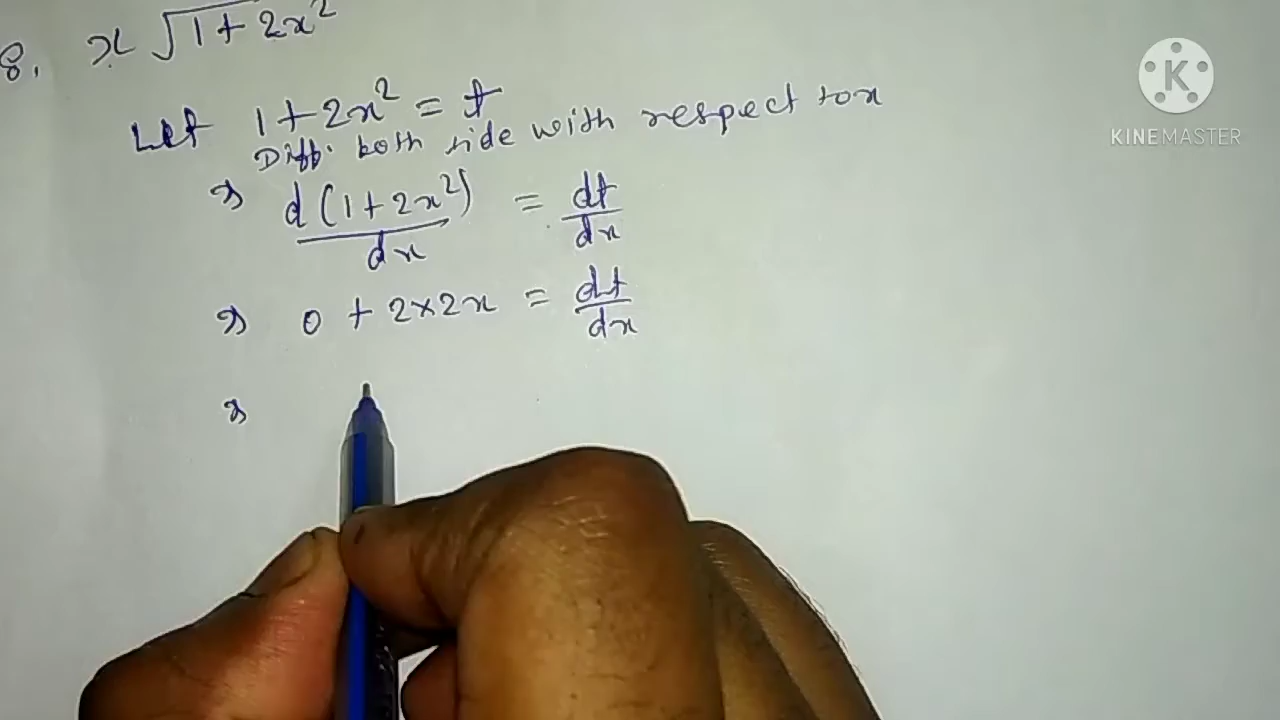 8. x √1+2x²
Let 1+2x² = t
Diff. both side with respect to x
⇒ d(1+2x²)/dx = dt/dx
⇒ 0 + 2×2x = dt/dx
⇒
K
KINEMASTER